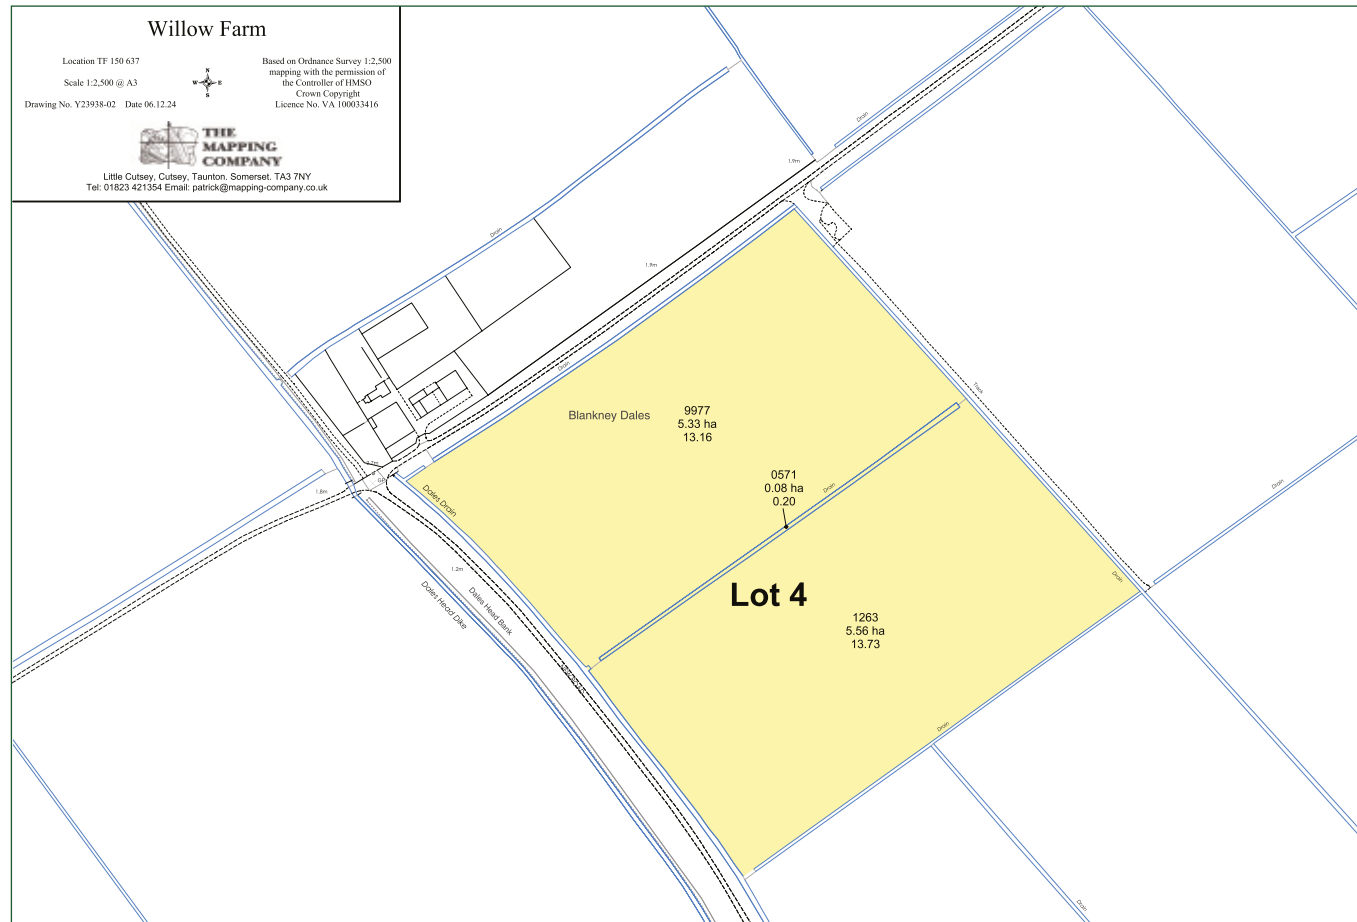 Willow Farm
Location TF 150 637
Scale 1:2,500 @ A3
Drawing No. Y23938-02 Date 06.12.24
N
W E
S
Based on Ordnance Survey 1:2,500
mapping with the permission of
the Controller of HMSO
Crown Copyright
Licence No. VA 100033416
THE
MAPPING
COMPANY
Little Cutsey, Cutsey, Taunton. Somerset. TA3 7NY
Tel: 01823 421354 Email: patrick@mapping-company.co.uk
Drain
1.9m
Drain
1.9m
Drain
Track
Blankney Dales
9977
5.33 ha
13.16
0571
0.08 ha
0.20
Drain
Dales Drain
1.8m
Drain
1.2m
Dales Head Bank
Dales Head Dike
Drain
Lot 4
1263
5.56 ha
13.73
Drain
Drain